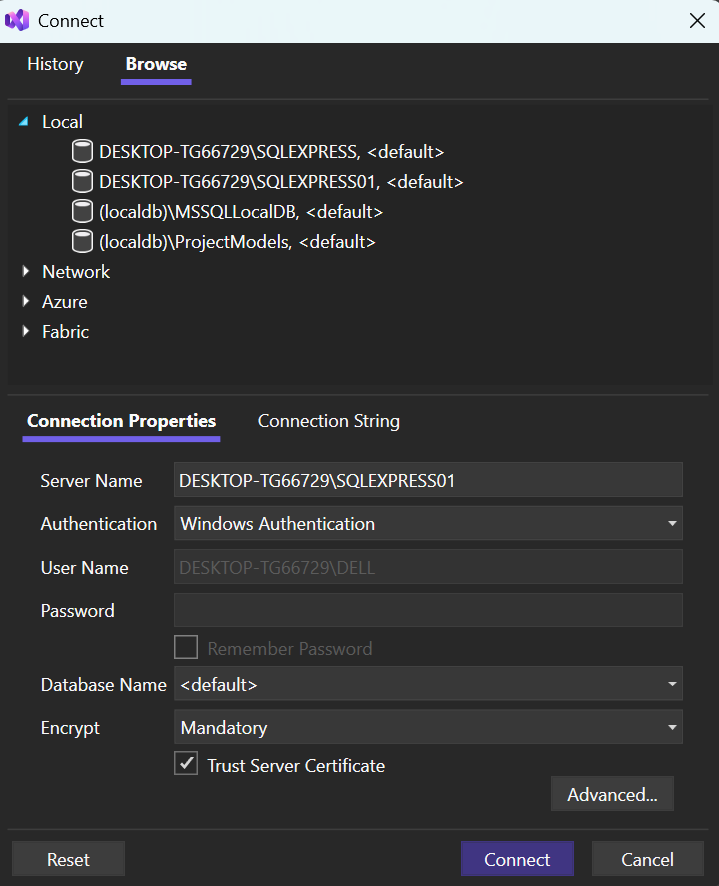 Connect
History Browse
Local
DESKTOP-TG66729\SQLEXPRESS, <default>
DESKTOP-TG66729\SQLEXPRESS01, <default>
(localdb)\MSSQLLocalDB, <default>
(localdb)\ProjectModels, <default>
Network
Azure
Fabric
Connection Properties Connection String
Server Name DESKTOP-TG66729\SQLEXPRESS01
Authentication Windows Authentication
User Name DESKTOP-TG66729\DELL
Password
Remember Password
Database Name <default>
Encrypt Mandatory
Trust Server Certificate
Advanced...
Reset Connect Cancel